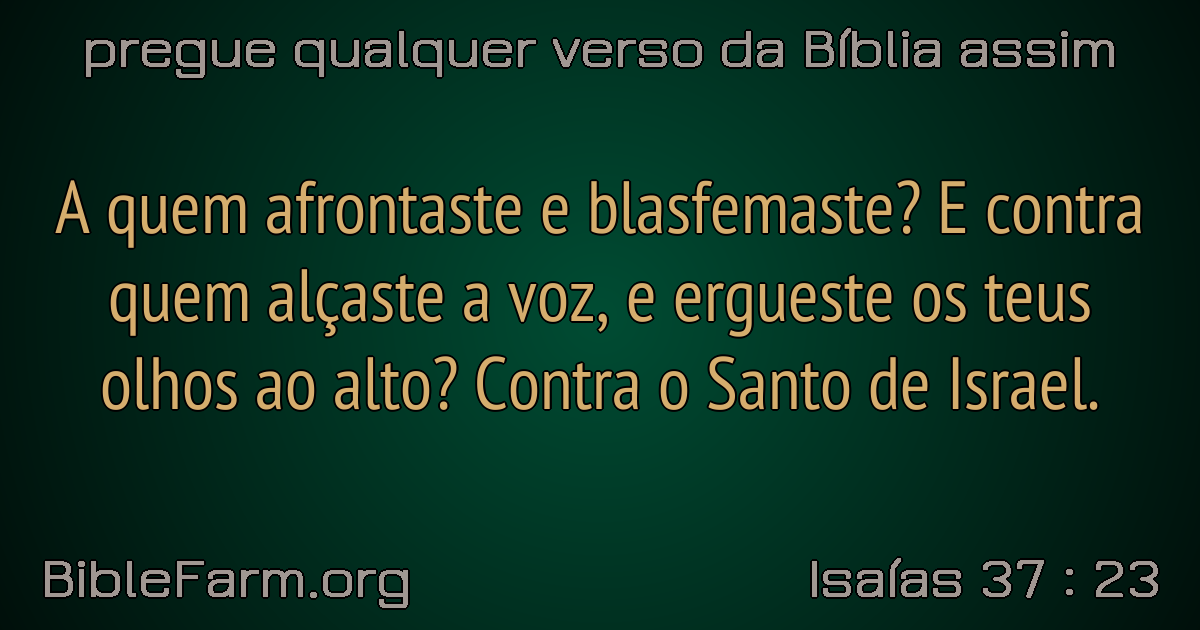 pregue qualquer verso da Bíblia assim
A quem afrontaste e blasfemaste? E contra
quem alçaste a voz, e ergueste os teus
olhos ao alto? Contra o Santo de Israel.
BibleFarm.org
Isaías 37 : 23